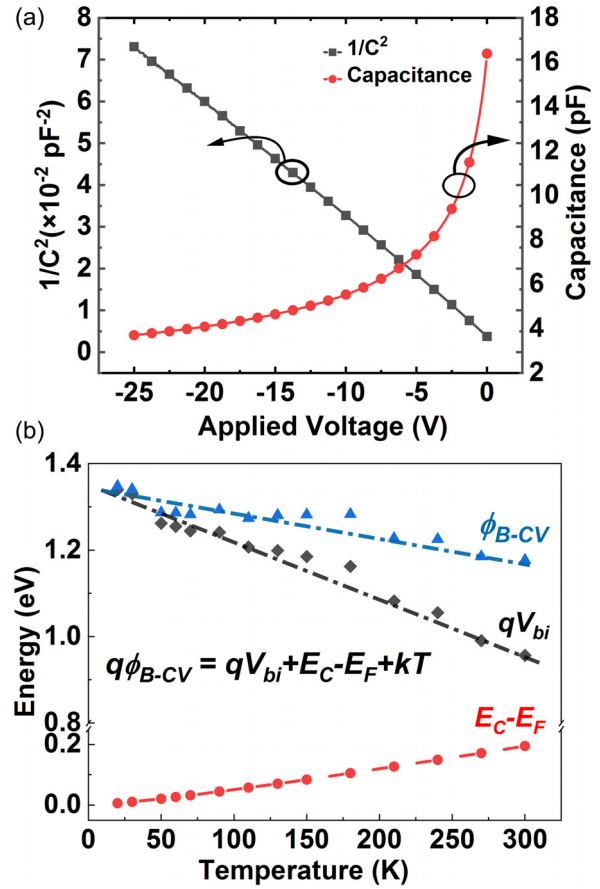 (a)
8
7
6
5
4
3
2
1
0
1/C²(×10⁻² pF⁻²)
1/C²
Capacitance
18
16
14
12
10
8
6
4
2
Capacitance (pF)
-25 -20 -15 -10 -5 0
Applied Voltage (V)
(b)
1.4
1.2
1.0
0.8
0.2
0.0
Energy (eV)
ϕB-CV
qVbi
qϕB-CV = qVbi+EC-EF+kT
EC-EF
0 50 100 150 200 250 300
Temperature (K)